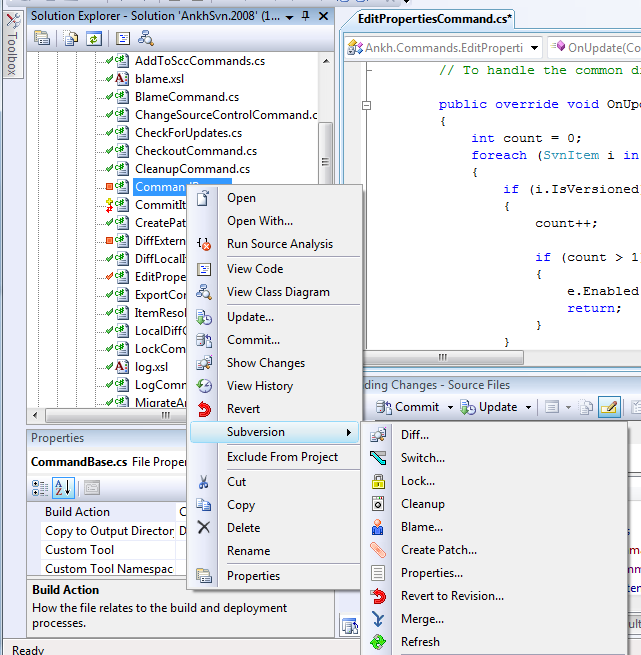 Solution Explorer - Solution 'AnkhSvn.2008' (1...
Toolbox
AddToSccCommands.cs
blame.xsl
BlameCommand.cs
ChangeSourceControlCommand.c
CheckForUpdates.cs
CheckoutCommand.cs
CleanupCommand.cs
CommandB
CommitIt
CreatePat
DiffExtern
DiffLocalI
EditPrope
ExportCor
ItemResol
LocalDiffC
LockCom
log.xsl
LogComm
MigrateAr
Open
Open With...
Run Source Analysis
View Code
View Class Diagram
Update...
Commit...
Show Changes
View History
Revert
Subversion
Exclude From Project
Cut
Copy
Delete
Rename
Properties
EditPropertiesCommand.cs*
Ankh.Commands.EditProperti
OnUpdate(Co
// To handle the common di
public override void OnUpd
{
int count = 0;
foreach (SvnItem i in
{
if (i.IsVersioned
{
count++;
if (count > 1
{
e.Enabled
return;
}
}
ding Changes - Source Files
Commit
Update
Diff...
Switch...
Lock...
Cleanup
Blame...
Create Patch...
Properties...
Revert to Revision...
Merge...
Refresh
Properties
CommandBase.cs File Proper
Build Action
C
Copy to Output Director
D
Custom Tool
Custom Tool Namespac
Build Action
How the file relates to the build and deployment
processes.
Ready